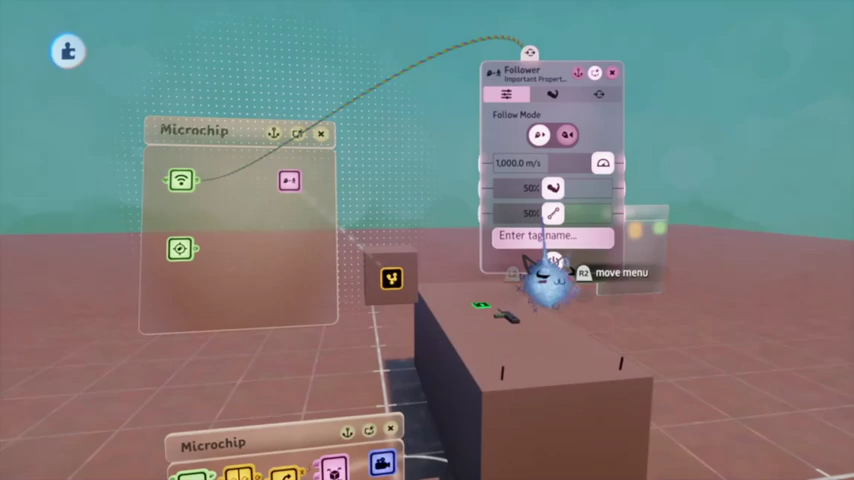 Follower
Important Propert...
Microchip
Follow Mode
1,000.0 m/s
50%
50%
Enter tag name...
R2 move menu
Microchip